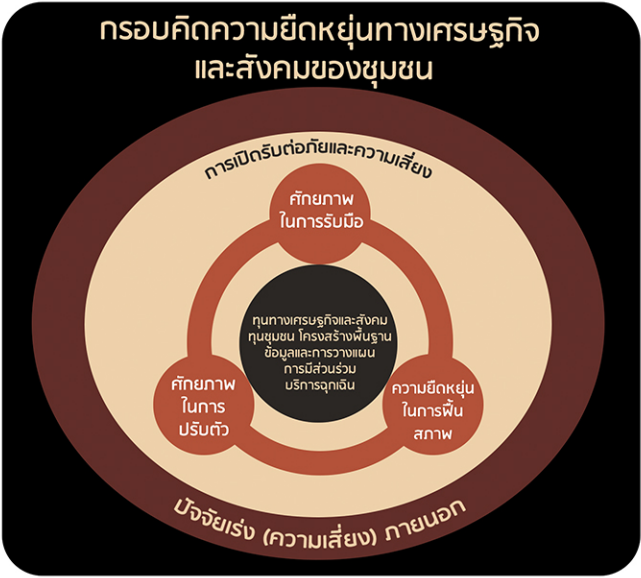 กรอบคิดความยืดหยุ่นทางเศรษฐกิจ
และสังคมของชุมชน
การเปิดรับต่อภัยและความเสี่ยง
ศักยภาพ
ในการรับมือ
ทุนทางเศรษฐกิจและสังคม
ทุนชุมชน โครงสร้างพื้นฐาน
ข้อมูลและการวางแผน
การมีส่วนร่วม
บริการฉุกเฉิน
ศักยภาพ
ในการ
ปรับตัว
ความยืดหยุ่น
ในการฟื้น
สภาพ
ปัจจัยเร่ง (ความเสี่ยง) ภายนอก